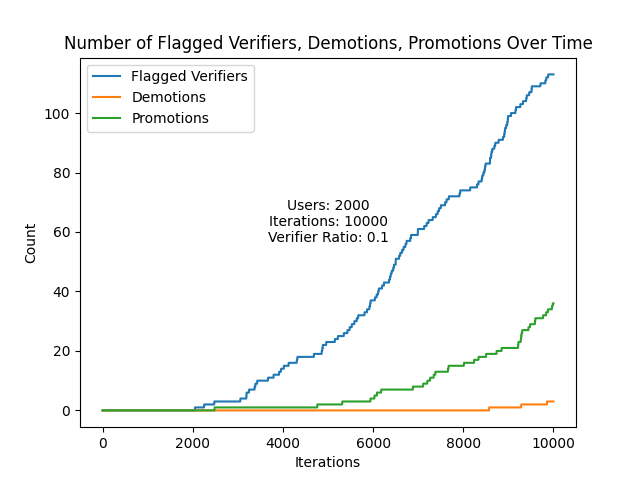 Number of Flagged Verifiers, Demotions, Promotions Over Time
Flagged Verifiers
Demotions
Promotions
Users: 2000
Iterations: 10000
Verifier Ratio: 0.1
Count
100
80
60
40
20
0
0 2000 4000 6000 8000 10000
Iterations